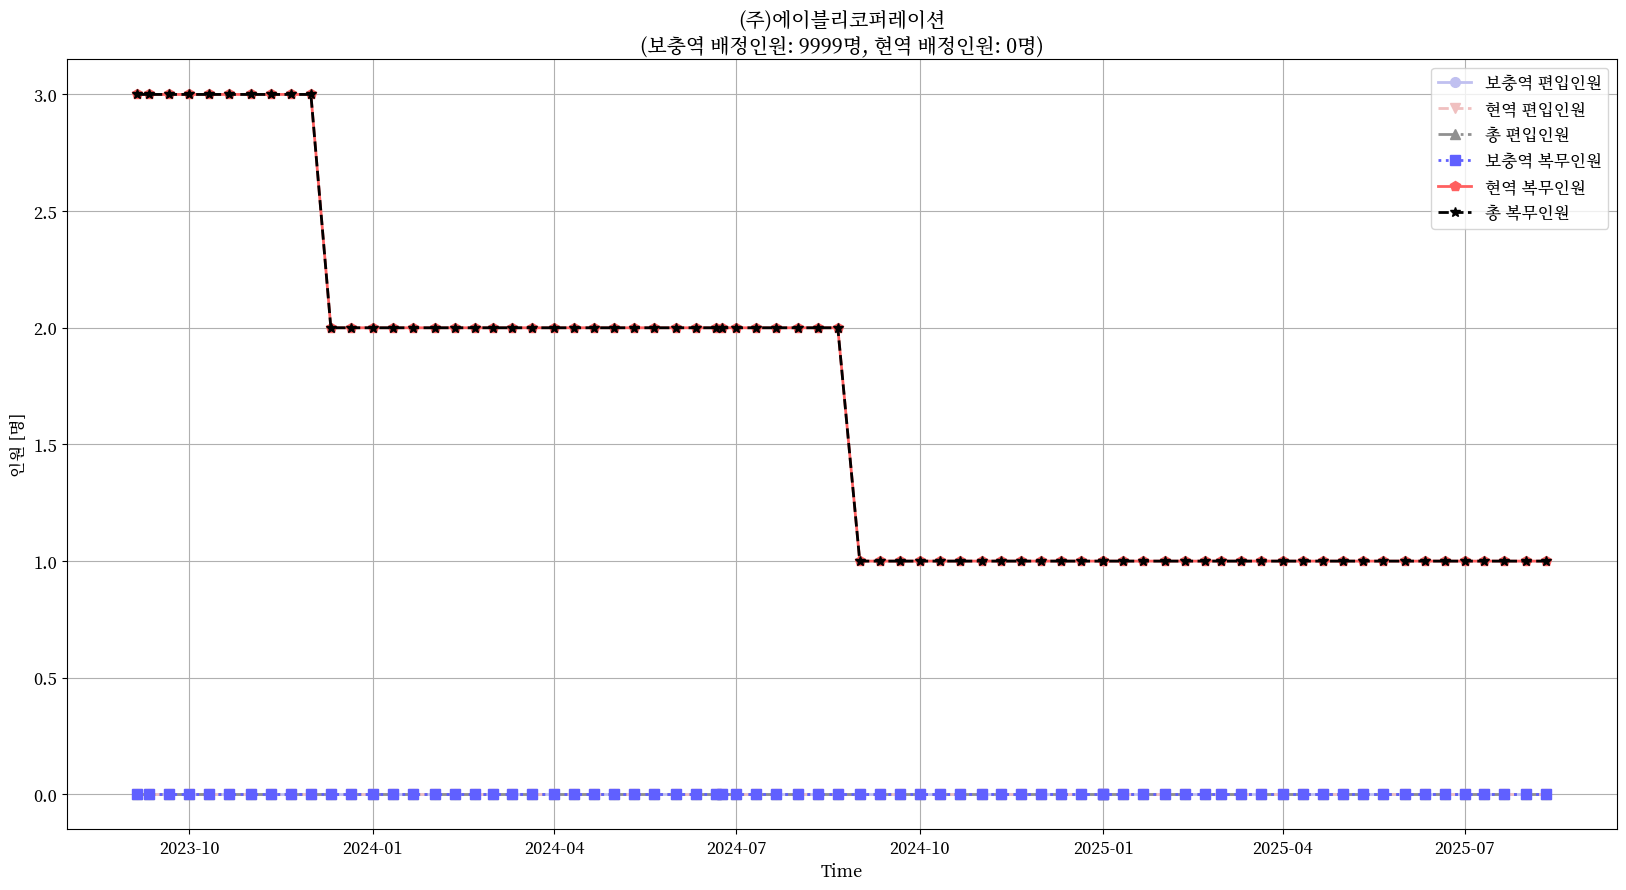 (주)에이블리코퍼레이션
(보충역 배정인원: 9999명, 현역 배정인원: 0명)
보충역 편입인원
현역 편입인원
총 편입인원
보충역 복무인원
현역 복무인원
총 복무인원
인원 [명]
3.0
2.5
2.0
1.5
1.0
0.5
0.0
2023-10
2024-01
2024-04
2024-07
2024-10
2025-01
2025-04
2025-07
Time